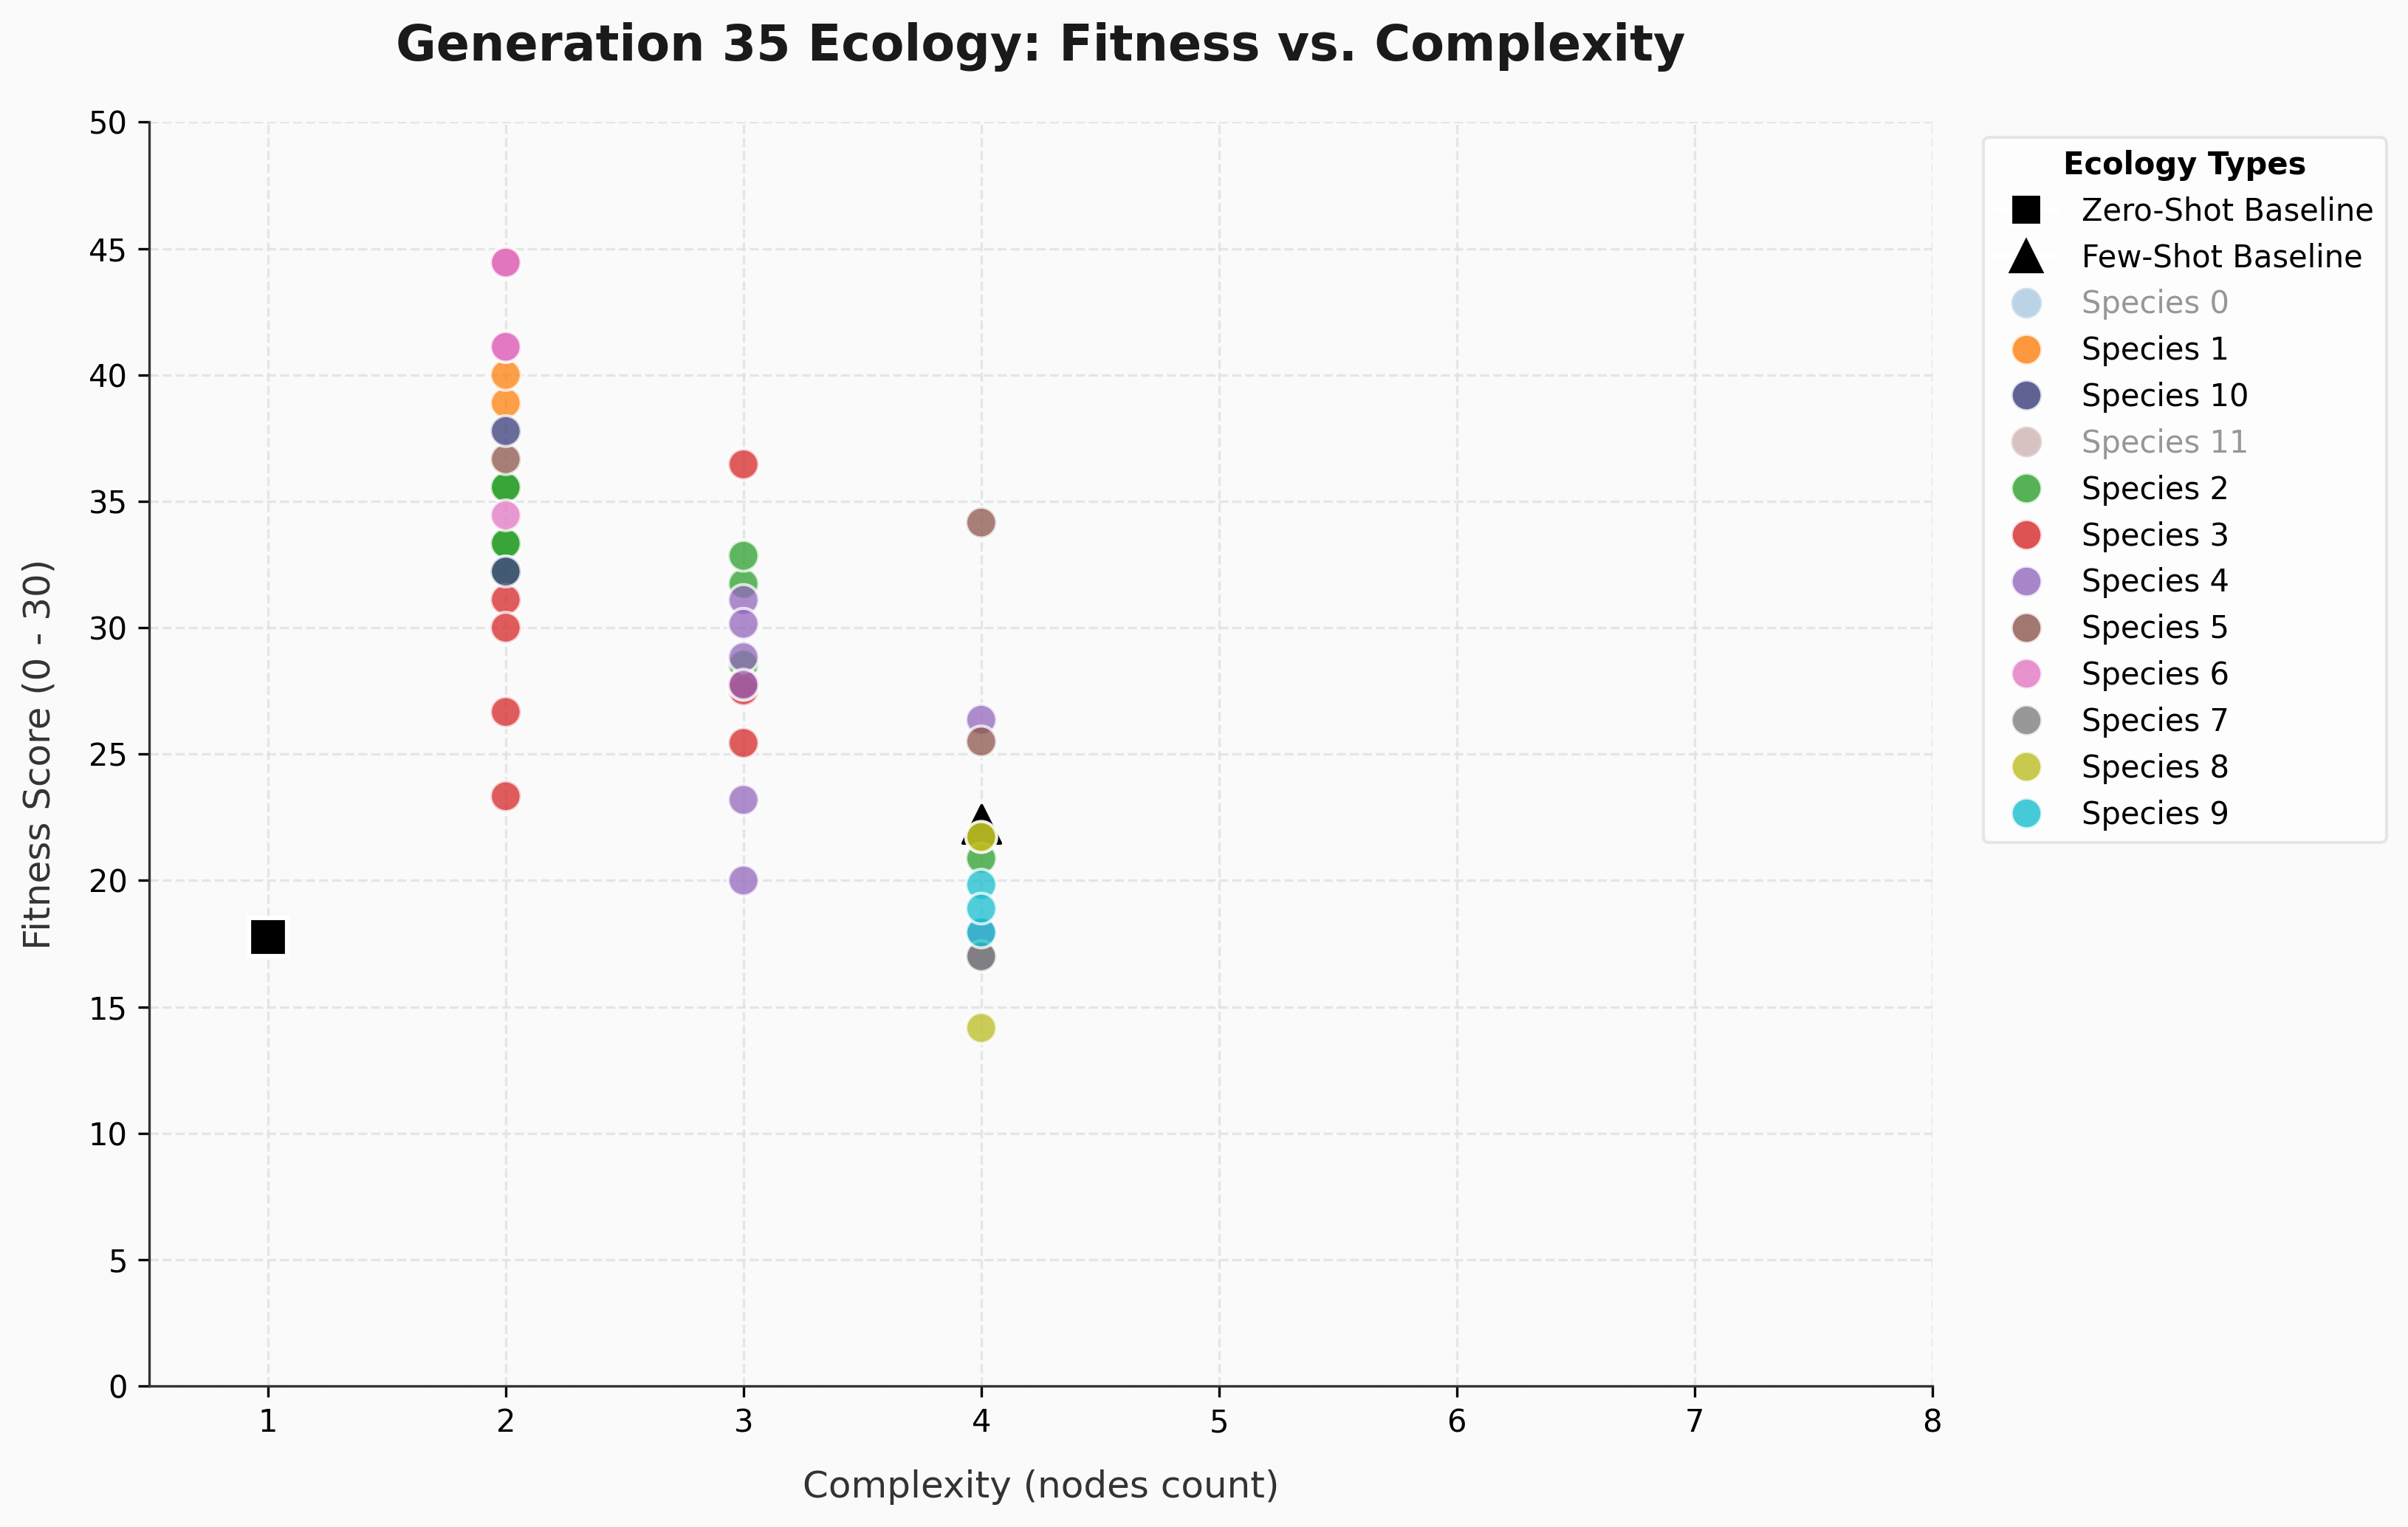 Generation 35 Ecology: Fitness vs. Complexity
Fitness Score (0 - 30)
50
45
40
35
30
25
20
15
10
5
0
1 2 3 4 5 6 7 8
Complexity (nodes count)
Ecology Types
Zero-Shot Baseline
Few-Shot Baseline
Species 0
Species 1
Species 10
Species 11
Species 2
Species 3
Species 4
Species 5
Species 6
Species 7
Species 8
Species 9